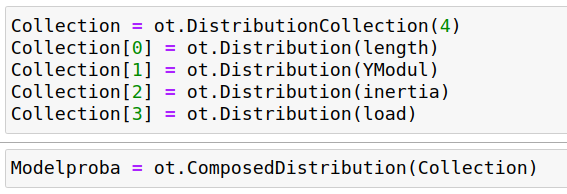 Collection = ot.DistributionCollection(4)
Collection[0] = ot.Distribution(length)
Collection[1] = ot.Distribution(YModul)
Collection[2] = ot.Distribution(inertia)
Collection[3] = ot.Distribution(load)
Modelproba = ot.ComposedDistribution(Collection)